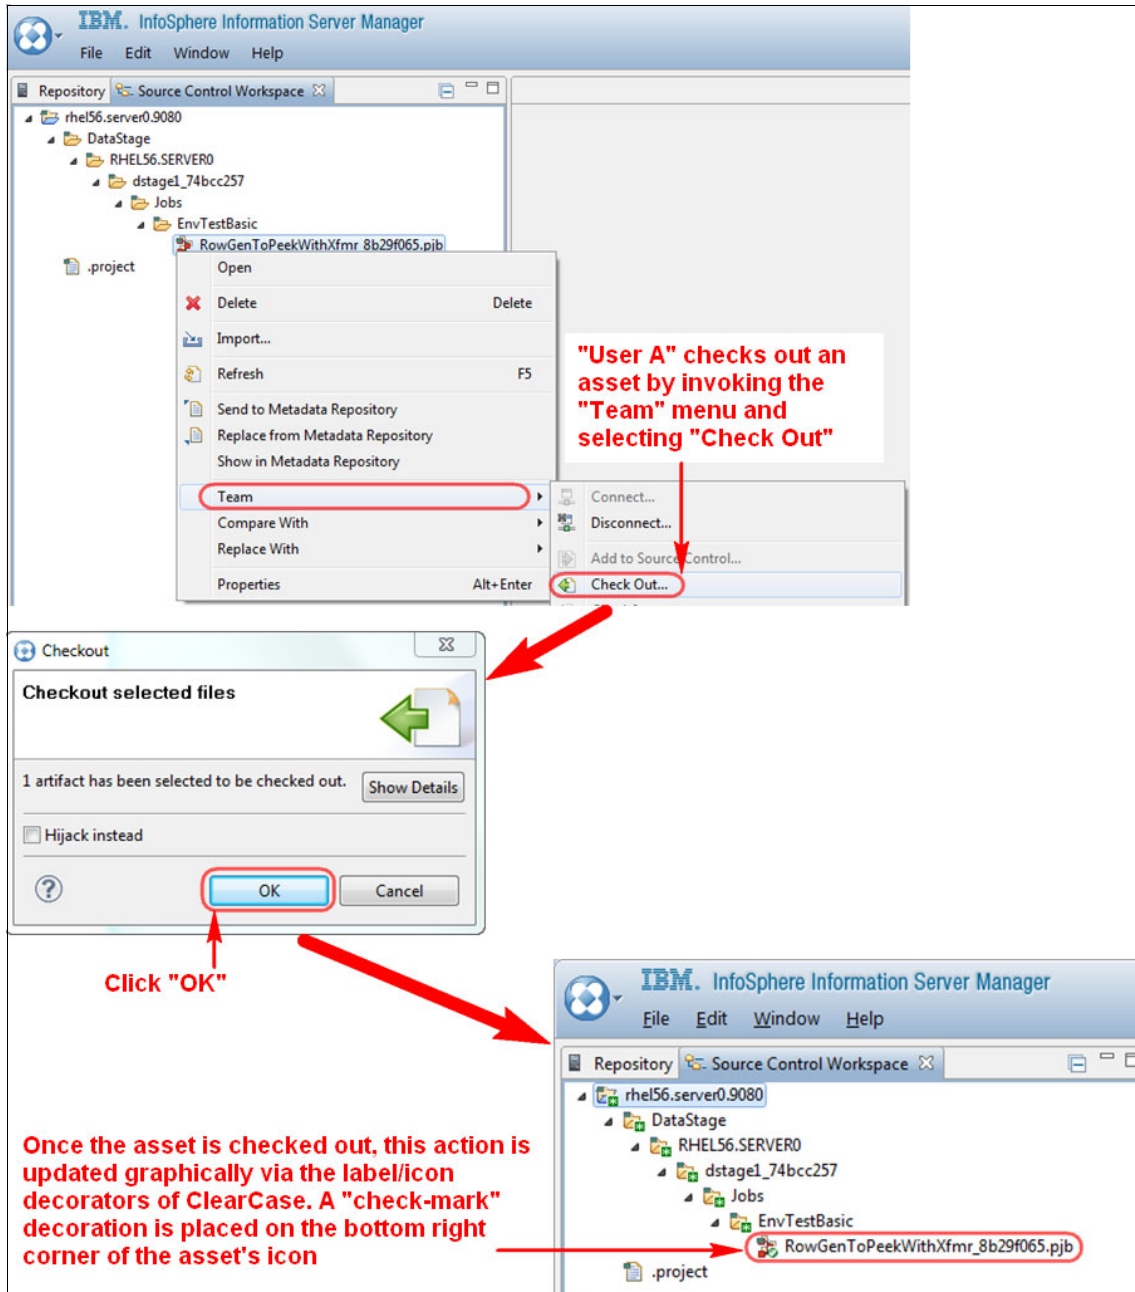 IBM. InfoSphere Information Server Manager
File Edit Window Help
Repository Source Control Workspace
rhel56.server0.9080
DataStage
RHEL56.SERVER0
dstage1_74bcc257
Jobs
EnvTestBasic
RowGenToPeekWithXfmr_8b29f065.pjb
.project
Open
Delete Delete
Import...
Refresh F5
Send to Metadata Repository
Replace from Metadata Repository
Show in Metadata Repository
Team
Compare With
Replace With
Properties Alt+Enter
"User A" checks out an
asset by invoking the
"Team" menu and
selecting "Check Out"
Connect...
Disconnect...
Add to Source Control...
Check Out...
Checkout
Checkout selected files
1 artifact has been selected to be checked out. Show Details
Hijack instead
? OK Cancel
Click "OK"
IBM. InfoSphere Information Server Manager
File Edit Window Help
Repository Source Control Workspace
rhel56.server0.9080
DataStage
RHEL56.SERVER0
dstage1_74bcc257
Jobs
EnvTestBasic
RowGenToPeekWithXfmr_8b29f065.pjb
.project
Once the asset is checked out, this action is
updated graphically via the label/icon
decorators of ClearCase. A "check-mark"
decoration is placed on the bottom right
corner of the asset's icon